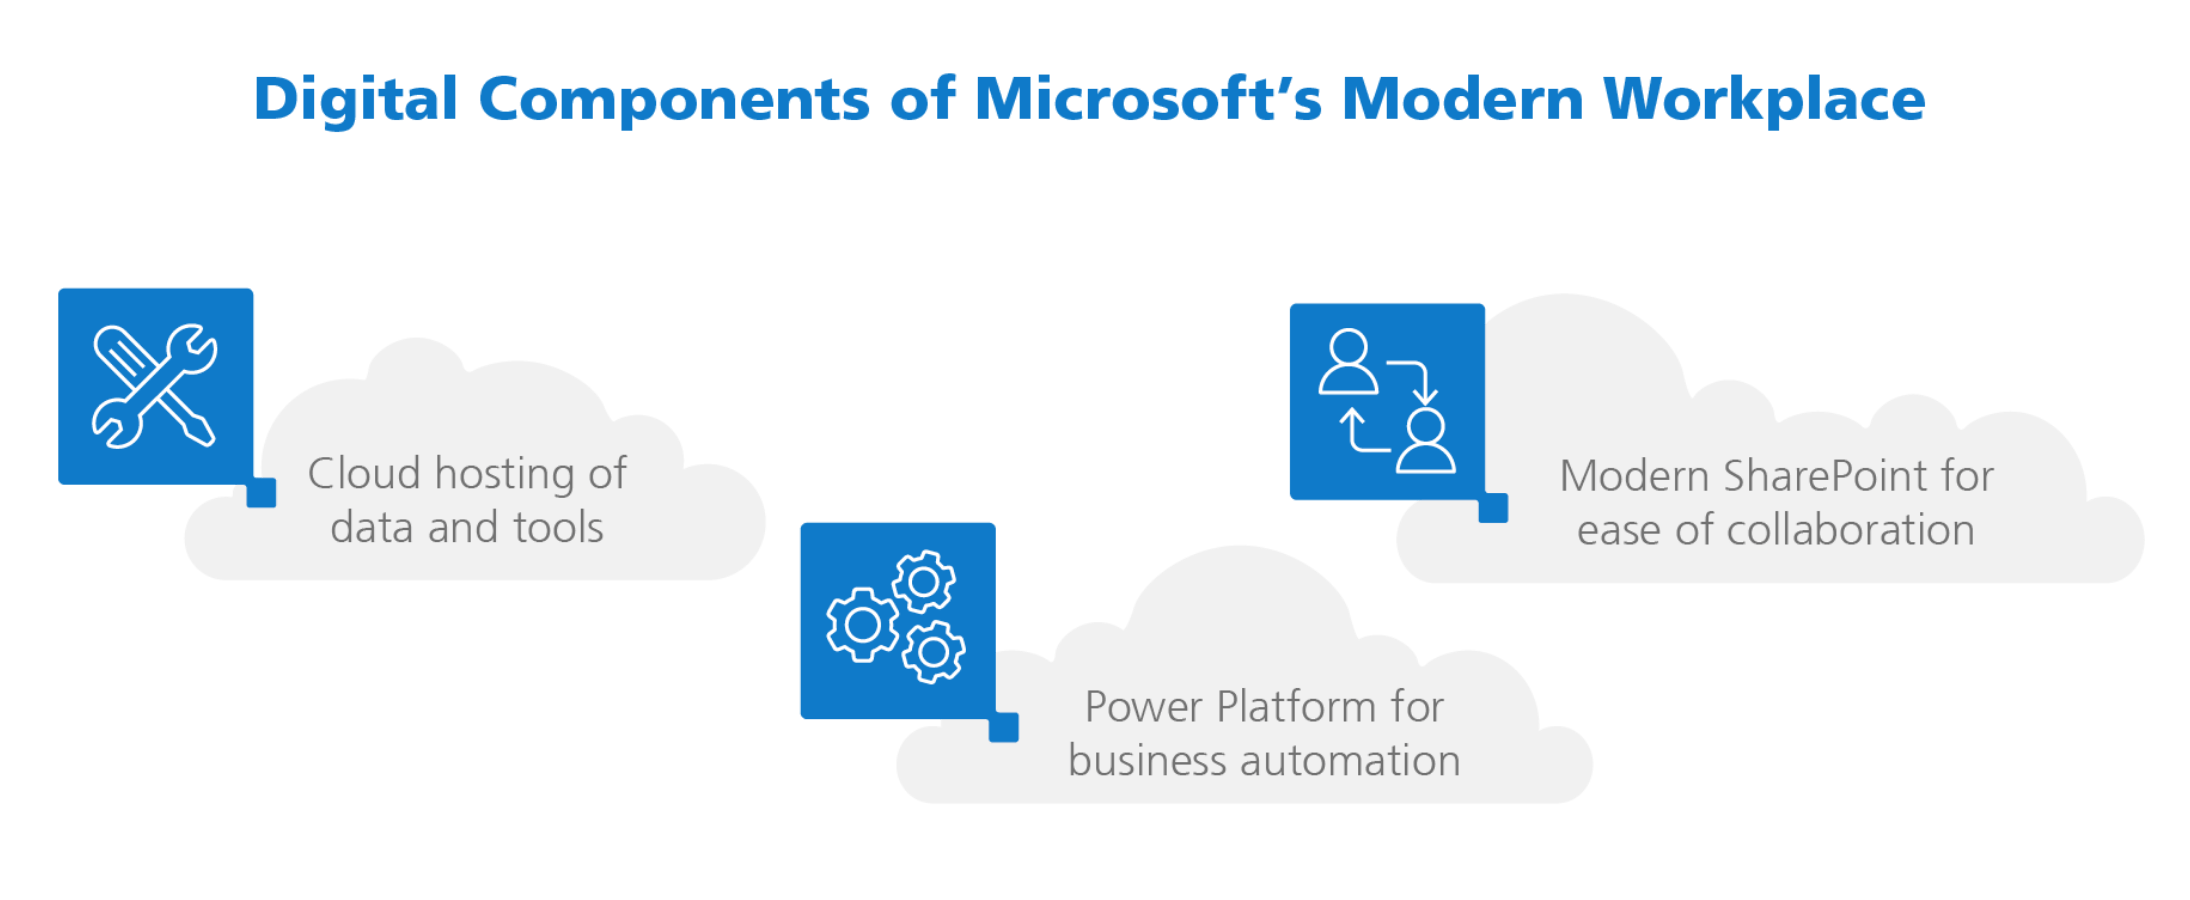 Digital Components of Microsoft’s Modern Workplace
Cloud hosting of
data and tools
Power Platform for
business automation
Modern SharePoint for
ease of collaboration